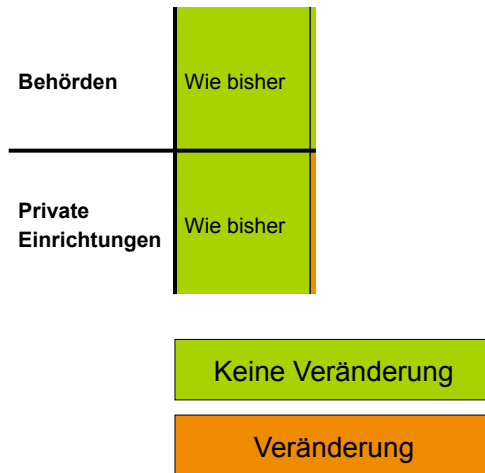 Behörden
Wie bisher
Private
Einrichtungen
Wie bisher
Keine Veränderung
Veränderung